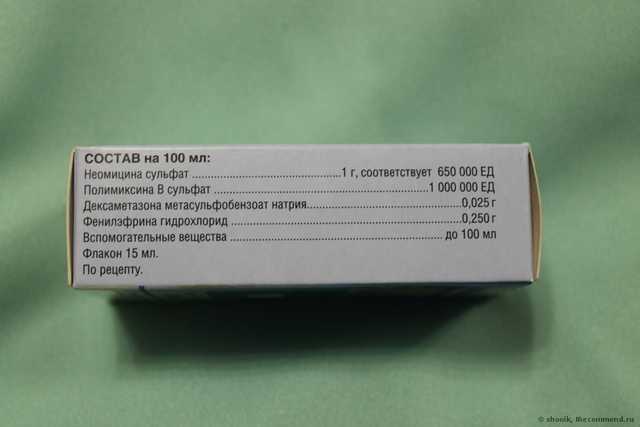 СОСТАВ на 100 мл:
Неомицина сульфат ........................................1 г, соответствует 650 000 ЕД
Полимиксина В сульфат ..........................................................1 000 000 ЕД
Дексаметазона метасульфобензоат натрия..........................................0,025 г
Фенилэфрина гидрохлорид ..............................................................0,250 г
Вспомогательные вещества ......................................................... до 100 мл
Флакон 15 мл.
По рецепту.
© shooik, IRecommend.ru